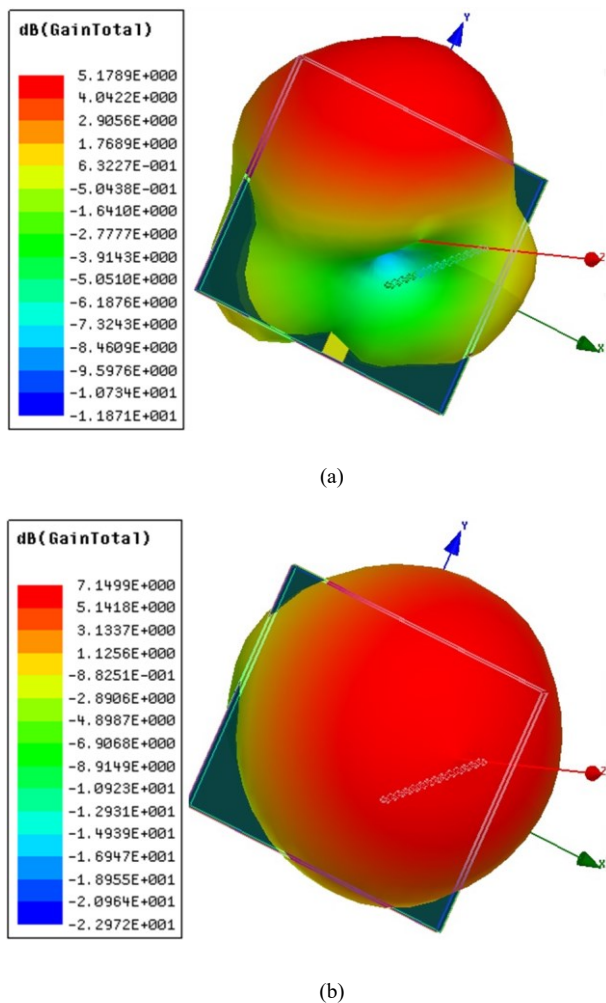 dB(GainTotal)
5.1789E+000
4.0422E+000
2.9056E+000
1.7689E+000
6.3227E-001
-5.0438E-001
-1.6410E+000
-2.7777E+000
-3.9143E+000
-5.0510E+000
-6.1876E+000
-7.3243E+000
-8.4609E+000
-9.5976E+000
-1.0734E+001
-1.1871E+001
Y
Z
X
(a)
dB(GainTotal)
7.1499E+000
5.1418E+000
3.1337E+000
1.1256E+000
-8.8251E-001
-2.8906E+000
-4.8987E+000
-6.9068E+000
-8.9149E+000
-1.0923E+001
-1.2931E+001
-1.4939E+001
-1.6947E+001
-1.8955E+001
-2.0964E+001
-2.2972E+001
Y
Z
X
(b)